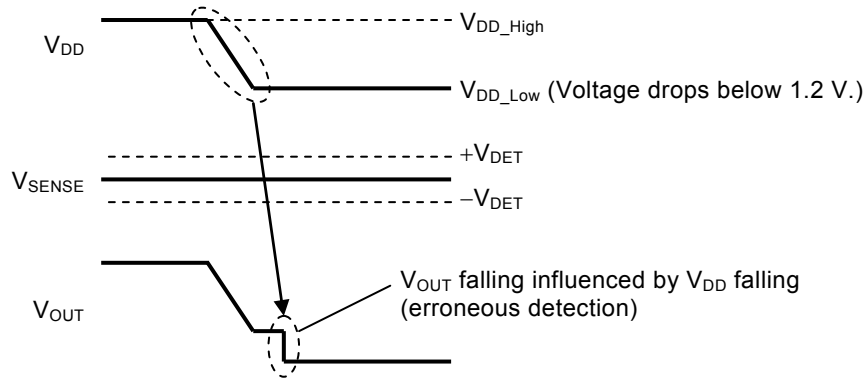 V_DD
V_DD_High
V_DD_Low (Voltage drops below 1.2 V.)
V_SENSE
+V_DET
−V_DET
V_OUT
V_OUT falling influenced by V_DD falling
(erroneous detection)